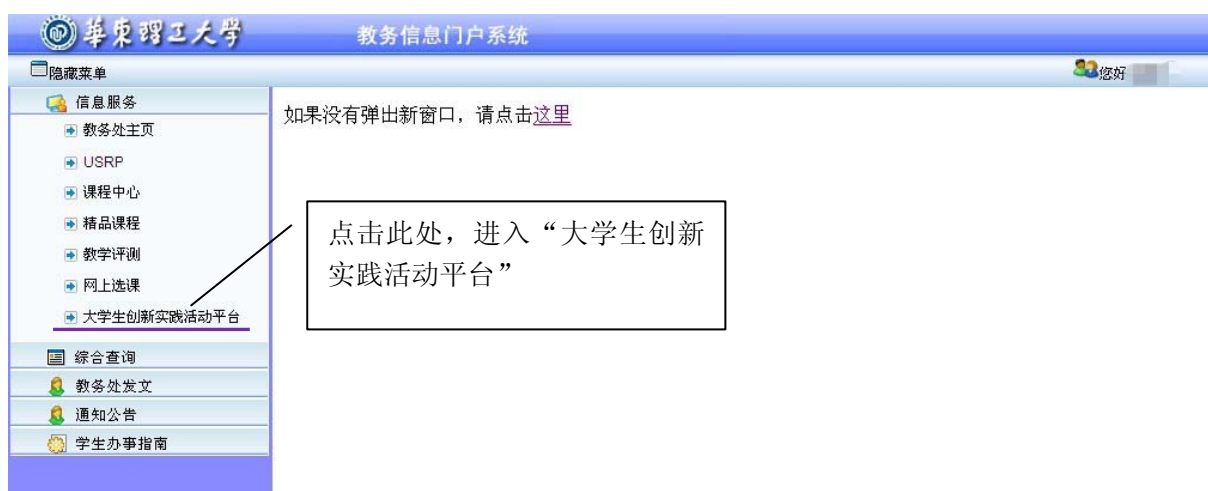 華東理工大學
教务信息门户系统
隐藏菜单
您好
信息服务
教务处主页
USRP
课程中心
精品课程
教学评测
网上选课
大学生创新实践活动平台
综合查询
教务处发文
通知公告
学生办事指南
如果没有弹出新窗口，请点击这里
点击此处，进入“大学生创新
实践活动平台”